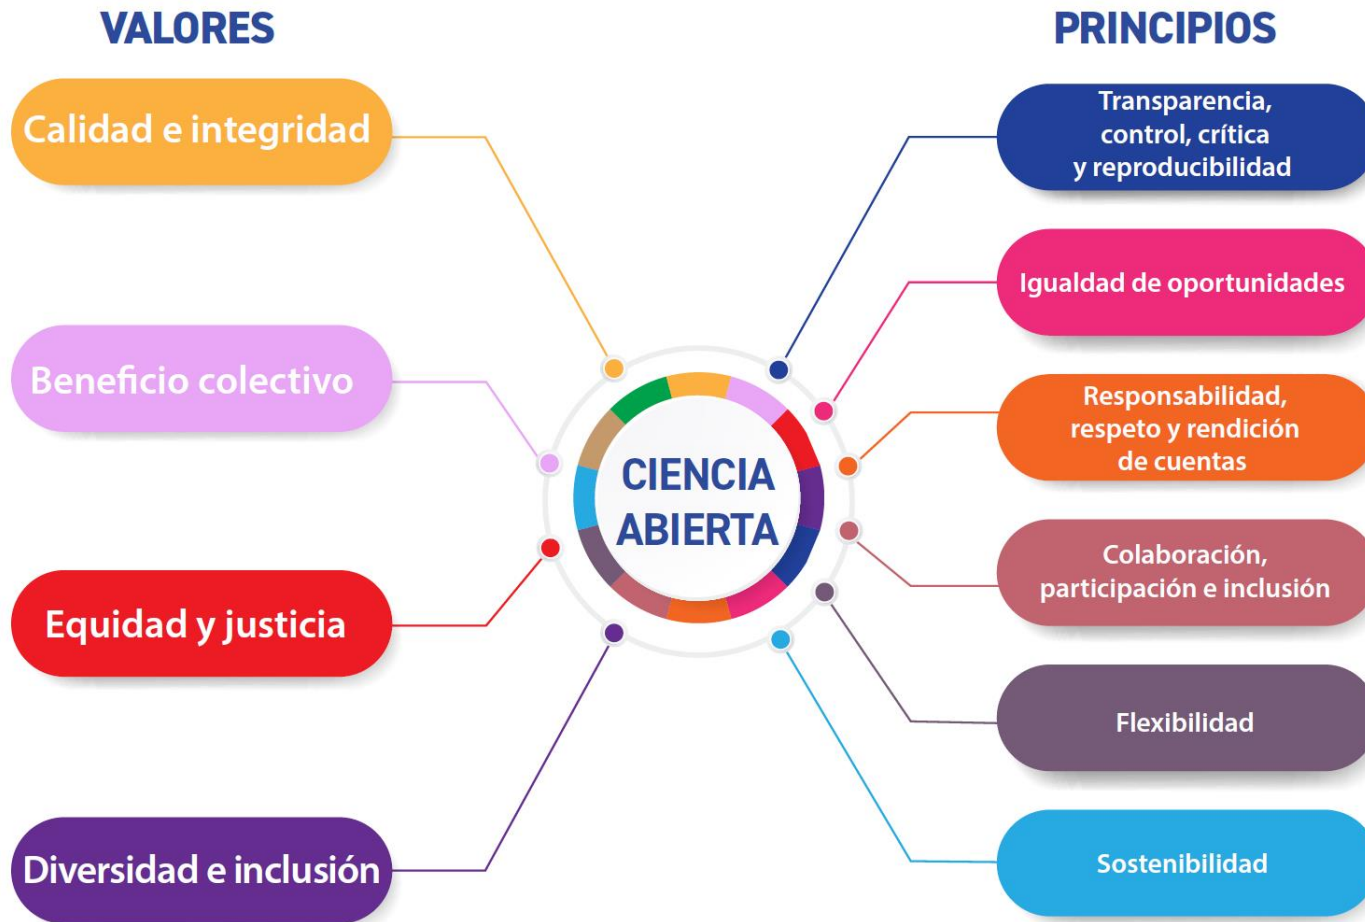 VALORES
Calidad e integridad
Beneficio colectivo
Equidad y justicia
Diversidad e inclusión
CIENCIA
ABIERTA
PRINCIPIOS
Transparencia,
control, crítica
y reproducibilidad
Igualdad de oportunidades
Responsabilidad,
respeto y rendición
de cuentas
Colaboración,
participación e inclusión
Flexibilidad
Sostenibilidad